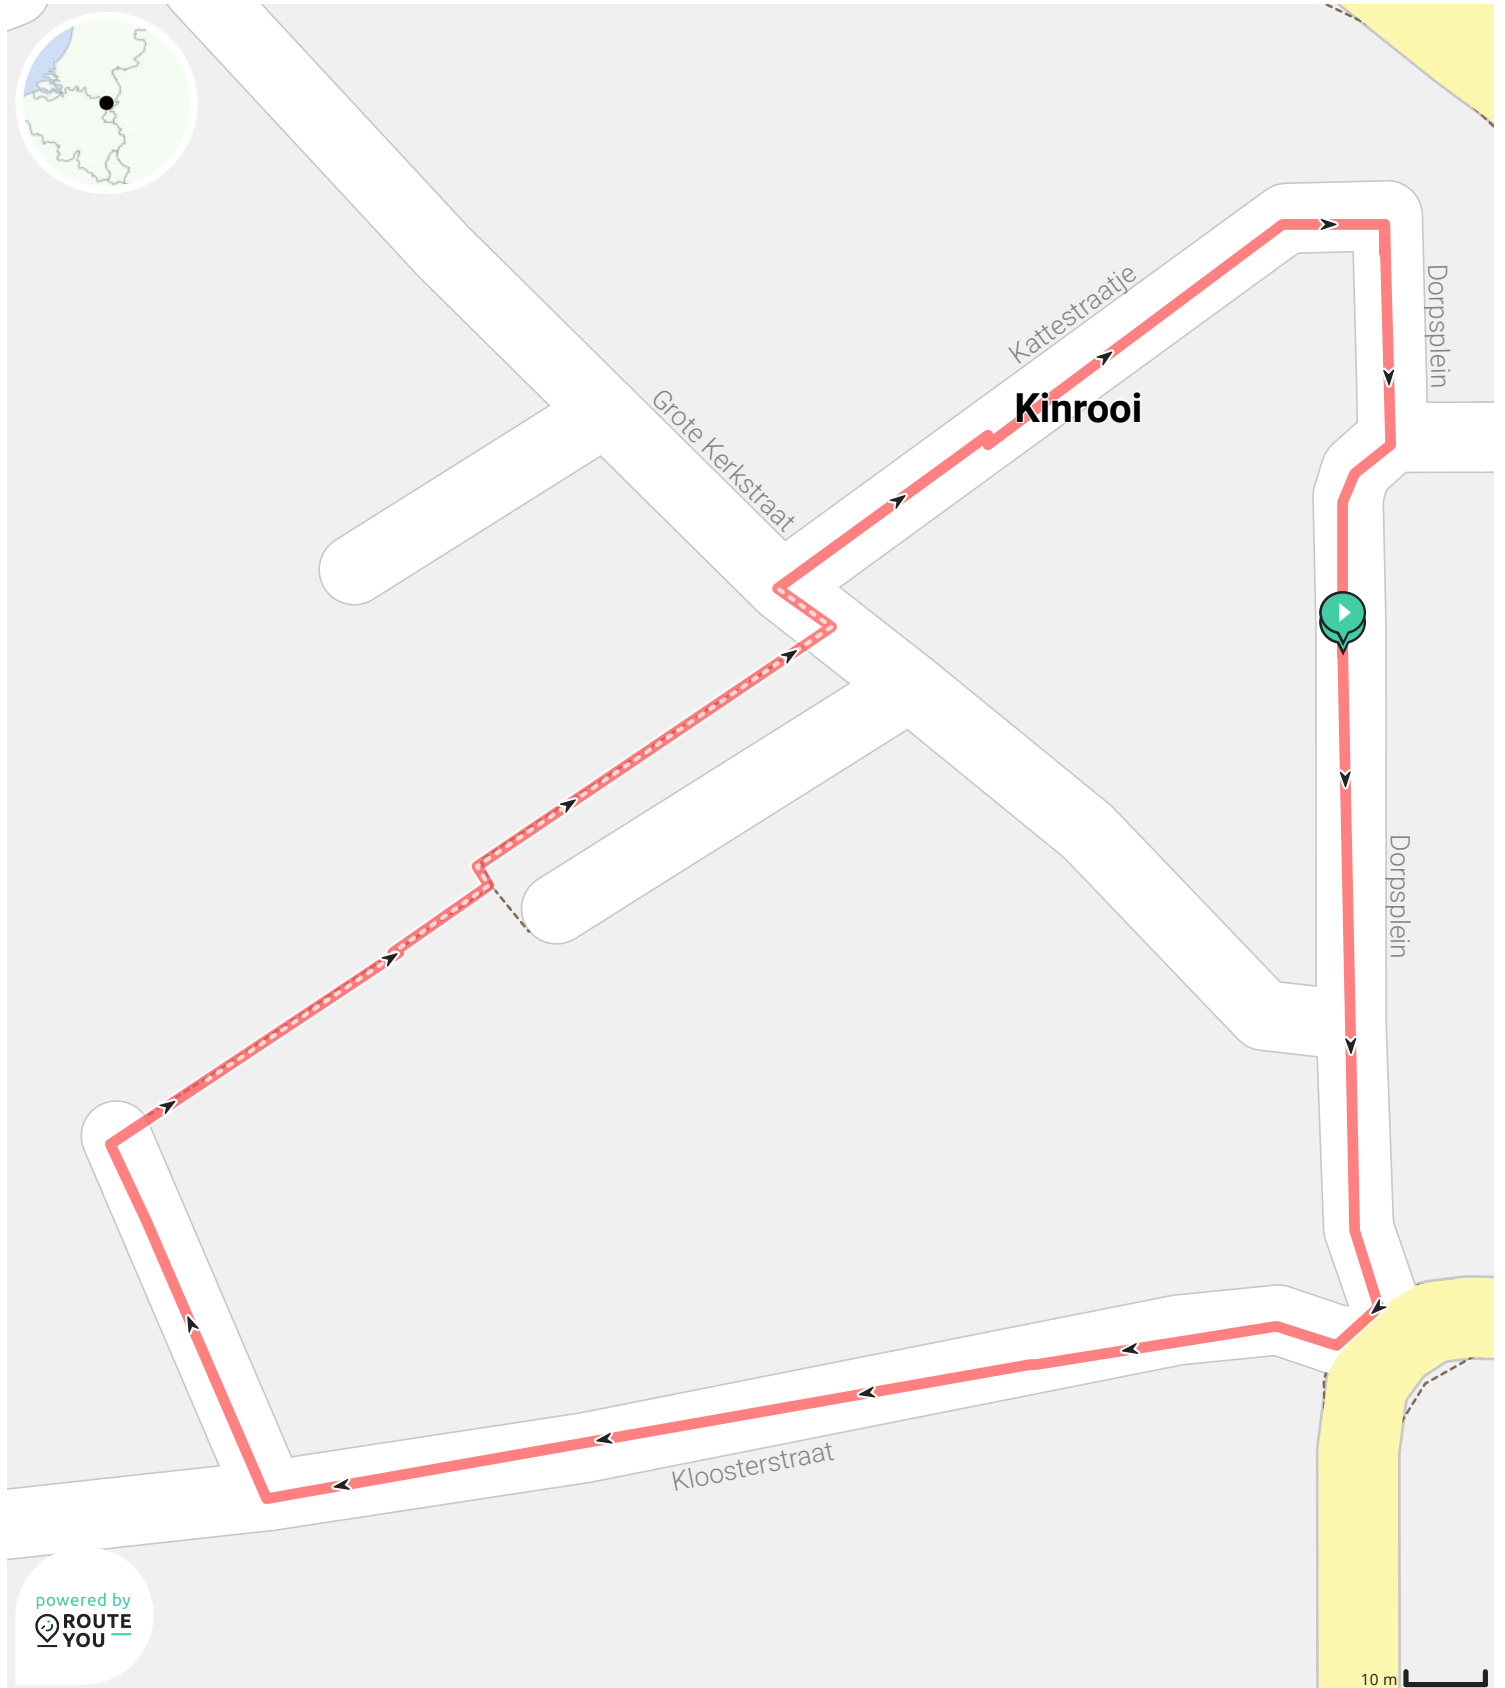 Dorpsplein
Kattestraatje
Kinrooi
Grote Kerkstraat
Dorpsplein
Kloosterstraat
powered by
ROUTE
YOU
10 m